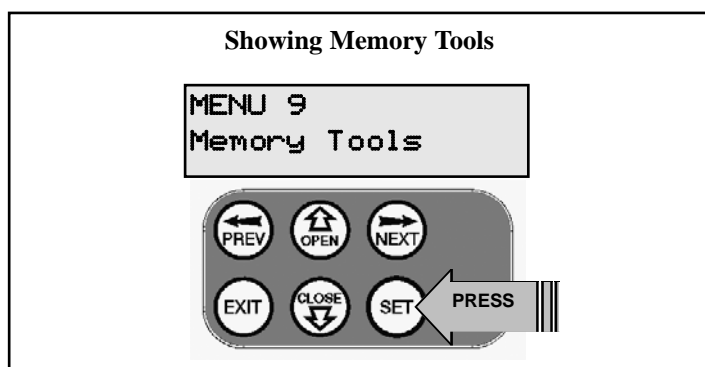 Showing Memory Tools
MENU 9
Memory Tools
PREV
OPEN
NEXT
EXIT
CLOSE
SET
PRESS